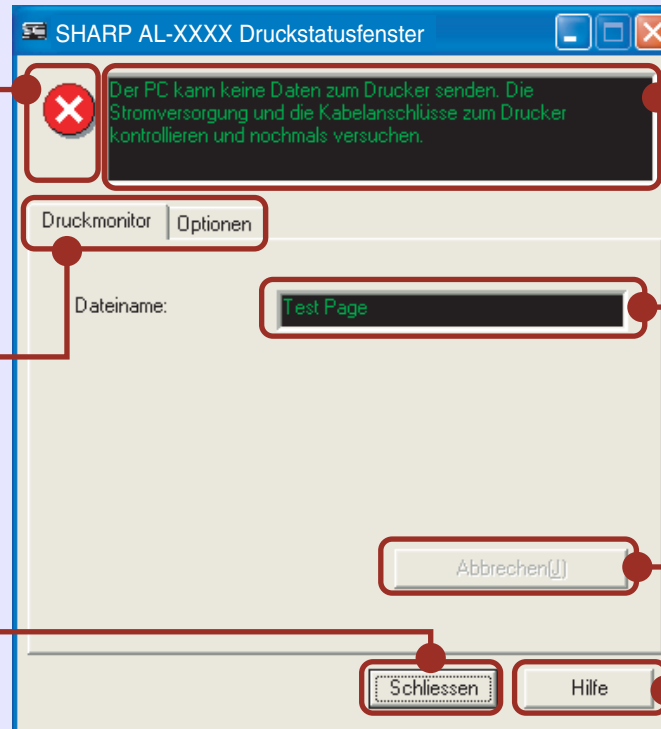 SHARP AL-XXXX Druckstatusfenster
Der PC kann keine Daten zum Drucker senden. Die
Stromversorgung und die Kabelanschlüsse zum Drucker
kontrollieren und nochmals versuchen.
Druckmonitor Optionen
Dateiname: Test Page
Abbrechen(J)
Schliessen Hilfe